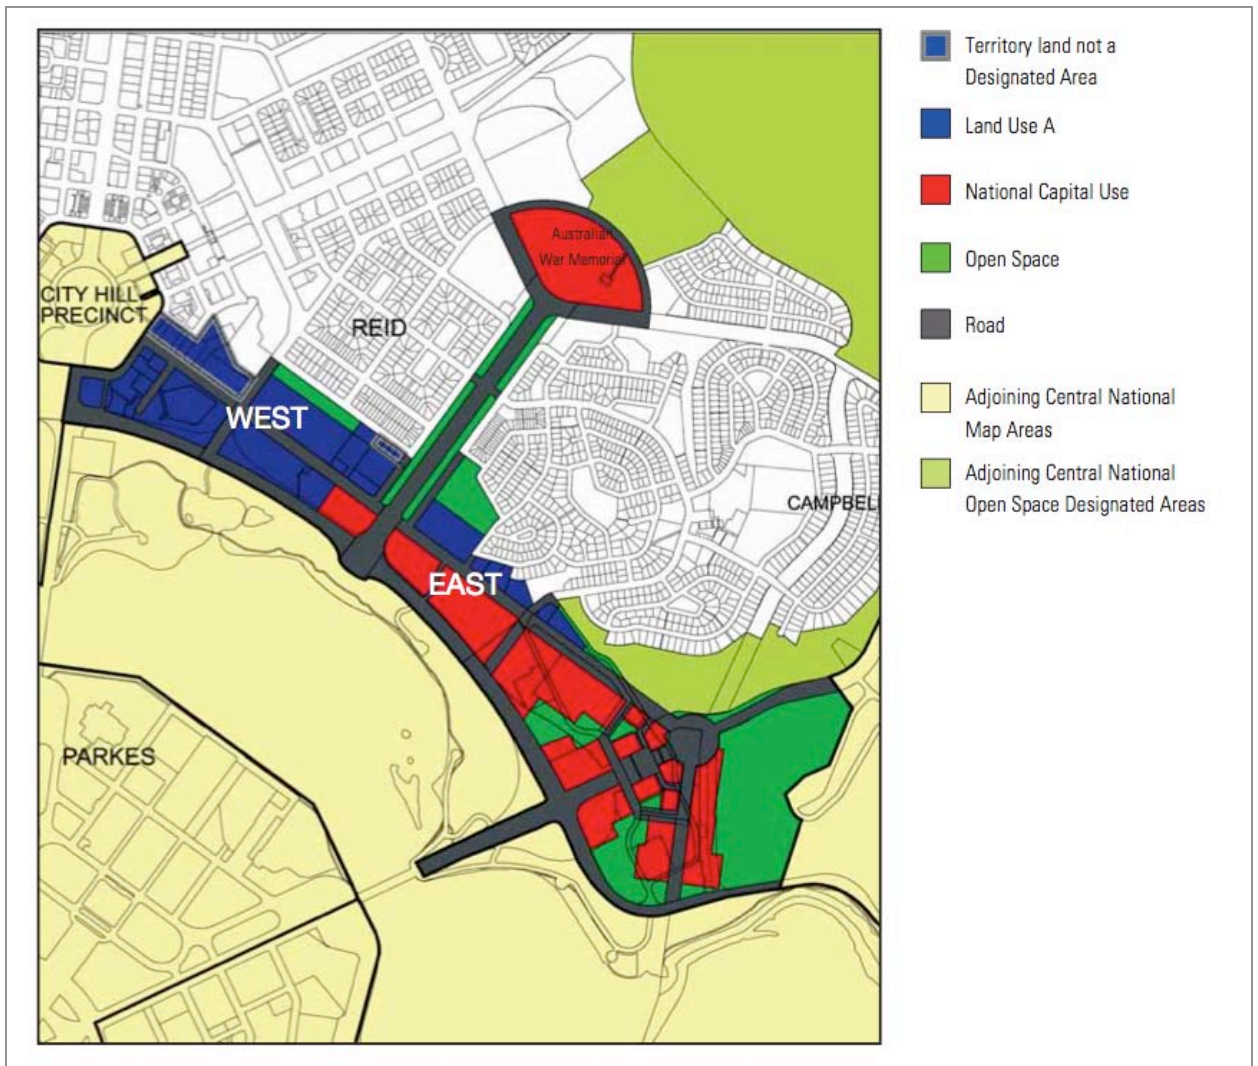 Territory land not a
Designated Area
Land Use A
National Capital Use
Open Space
Road
Adjoining Central National
Map Areas
Adjoining Central National
Open Space Designated Areas
Australian
War Memorial
CITY HILL
PRECINCT
REID
WEST
CAMPBELL
EAST
PARKES